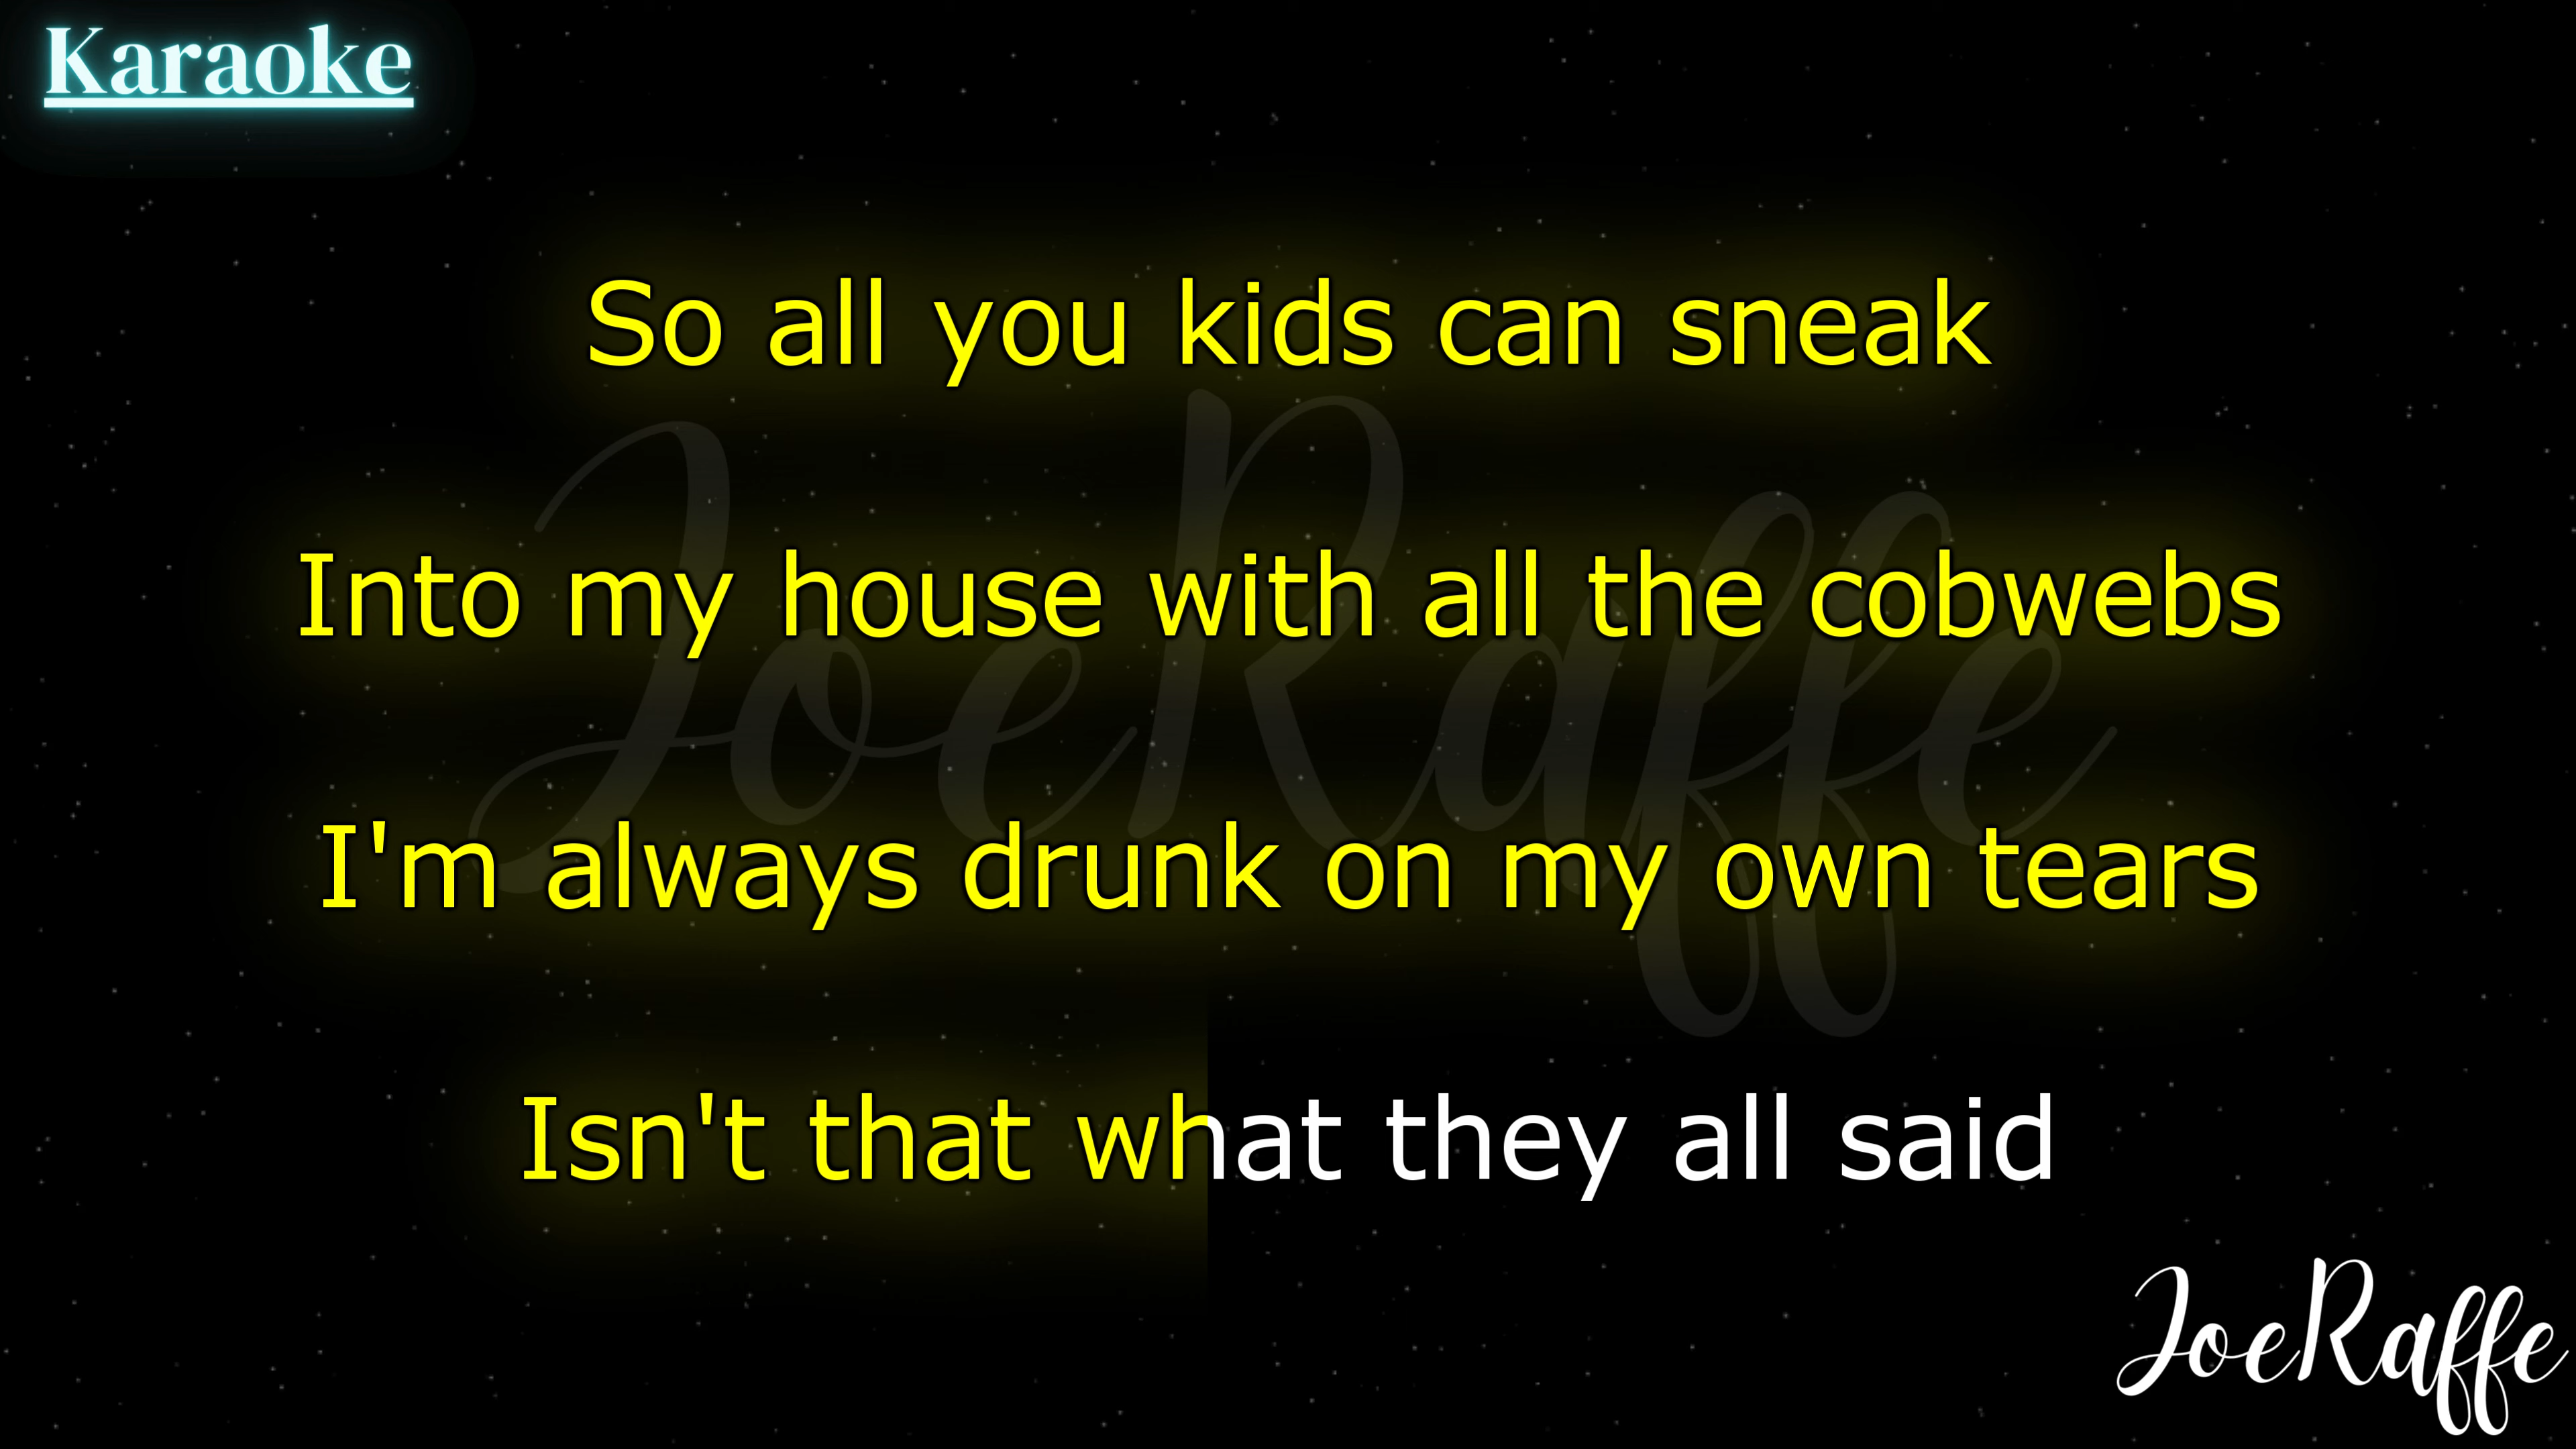 Karaoke
So all you kids can sneak
Into my house with all the cobwebs
I'm always drunk on my own tears
Isn't that what they all said
JoeRaffe
JoeRaffe